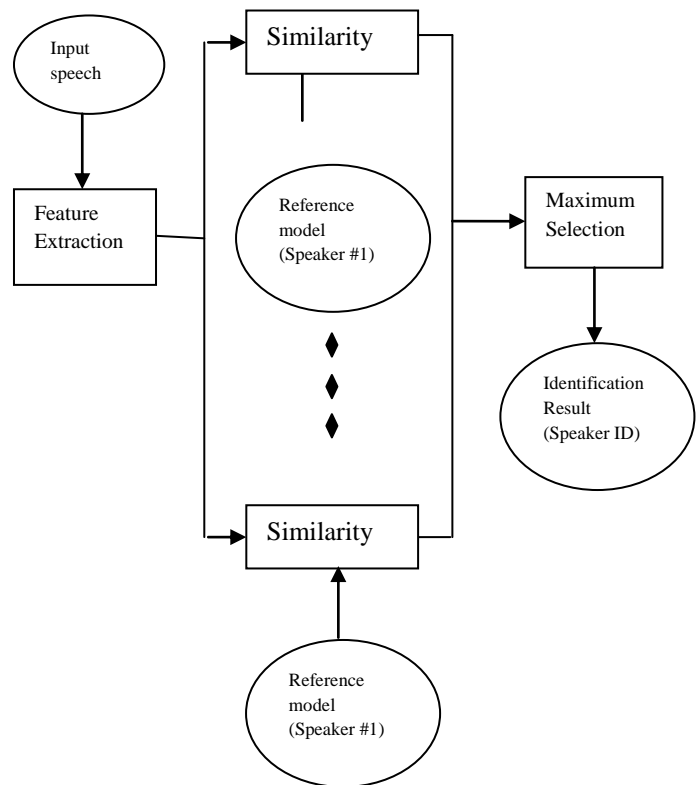 Input
speech
Similarity
Feature
Extraction
Reference
model
(Speaker #1)
Maximum
Selection
Identification
Result
(Speaker ID)
Similarity
Reference
model
(Speaker #1)